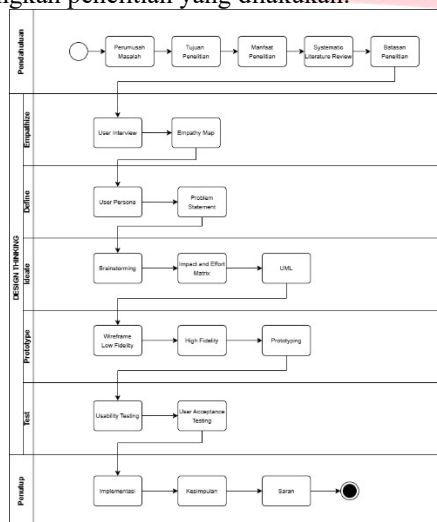 ngkah penelitian yang dilakukan.
Pendahuluan
Perumusah
Masalah
Tujuan
Penelitian
Manfaat
Penelitian
Systematic
Literature Review
Batasan
Penelitian
DESIGN THINKING
Empathize
User Interview
Empathy Map
Define
User Persona
Problem
Statement
Ideate
Brainstorming
Impact and Effort
Matrix
UML
Prototype
Wireframe
Low Fidelity
High Fidelity
Prototyping
Test
Usability Testing
User Acceptance
Testing
Penutup
Implementasi
Kesimpulan
Saran